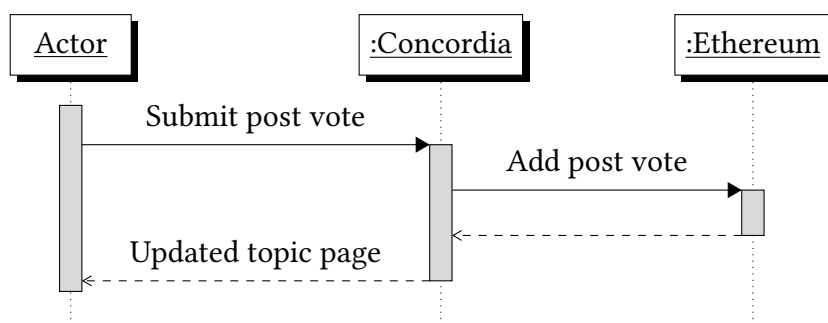 Actor
:Concordia
:Ethereum
Submit post vote
Add post vote
Updated topic page